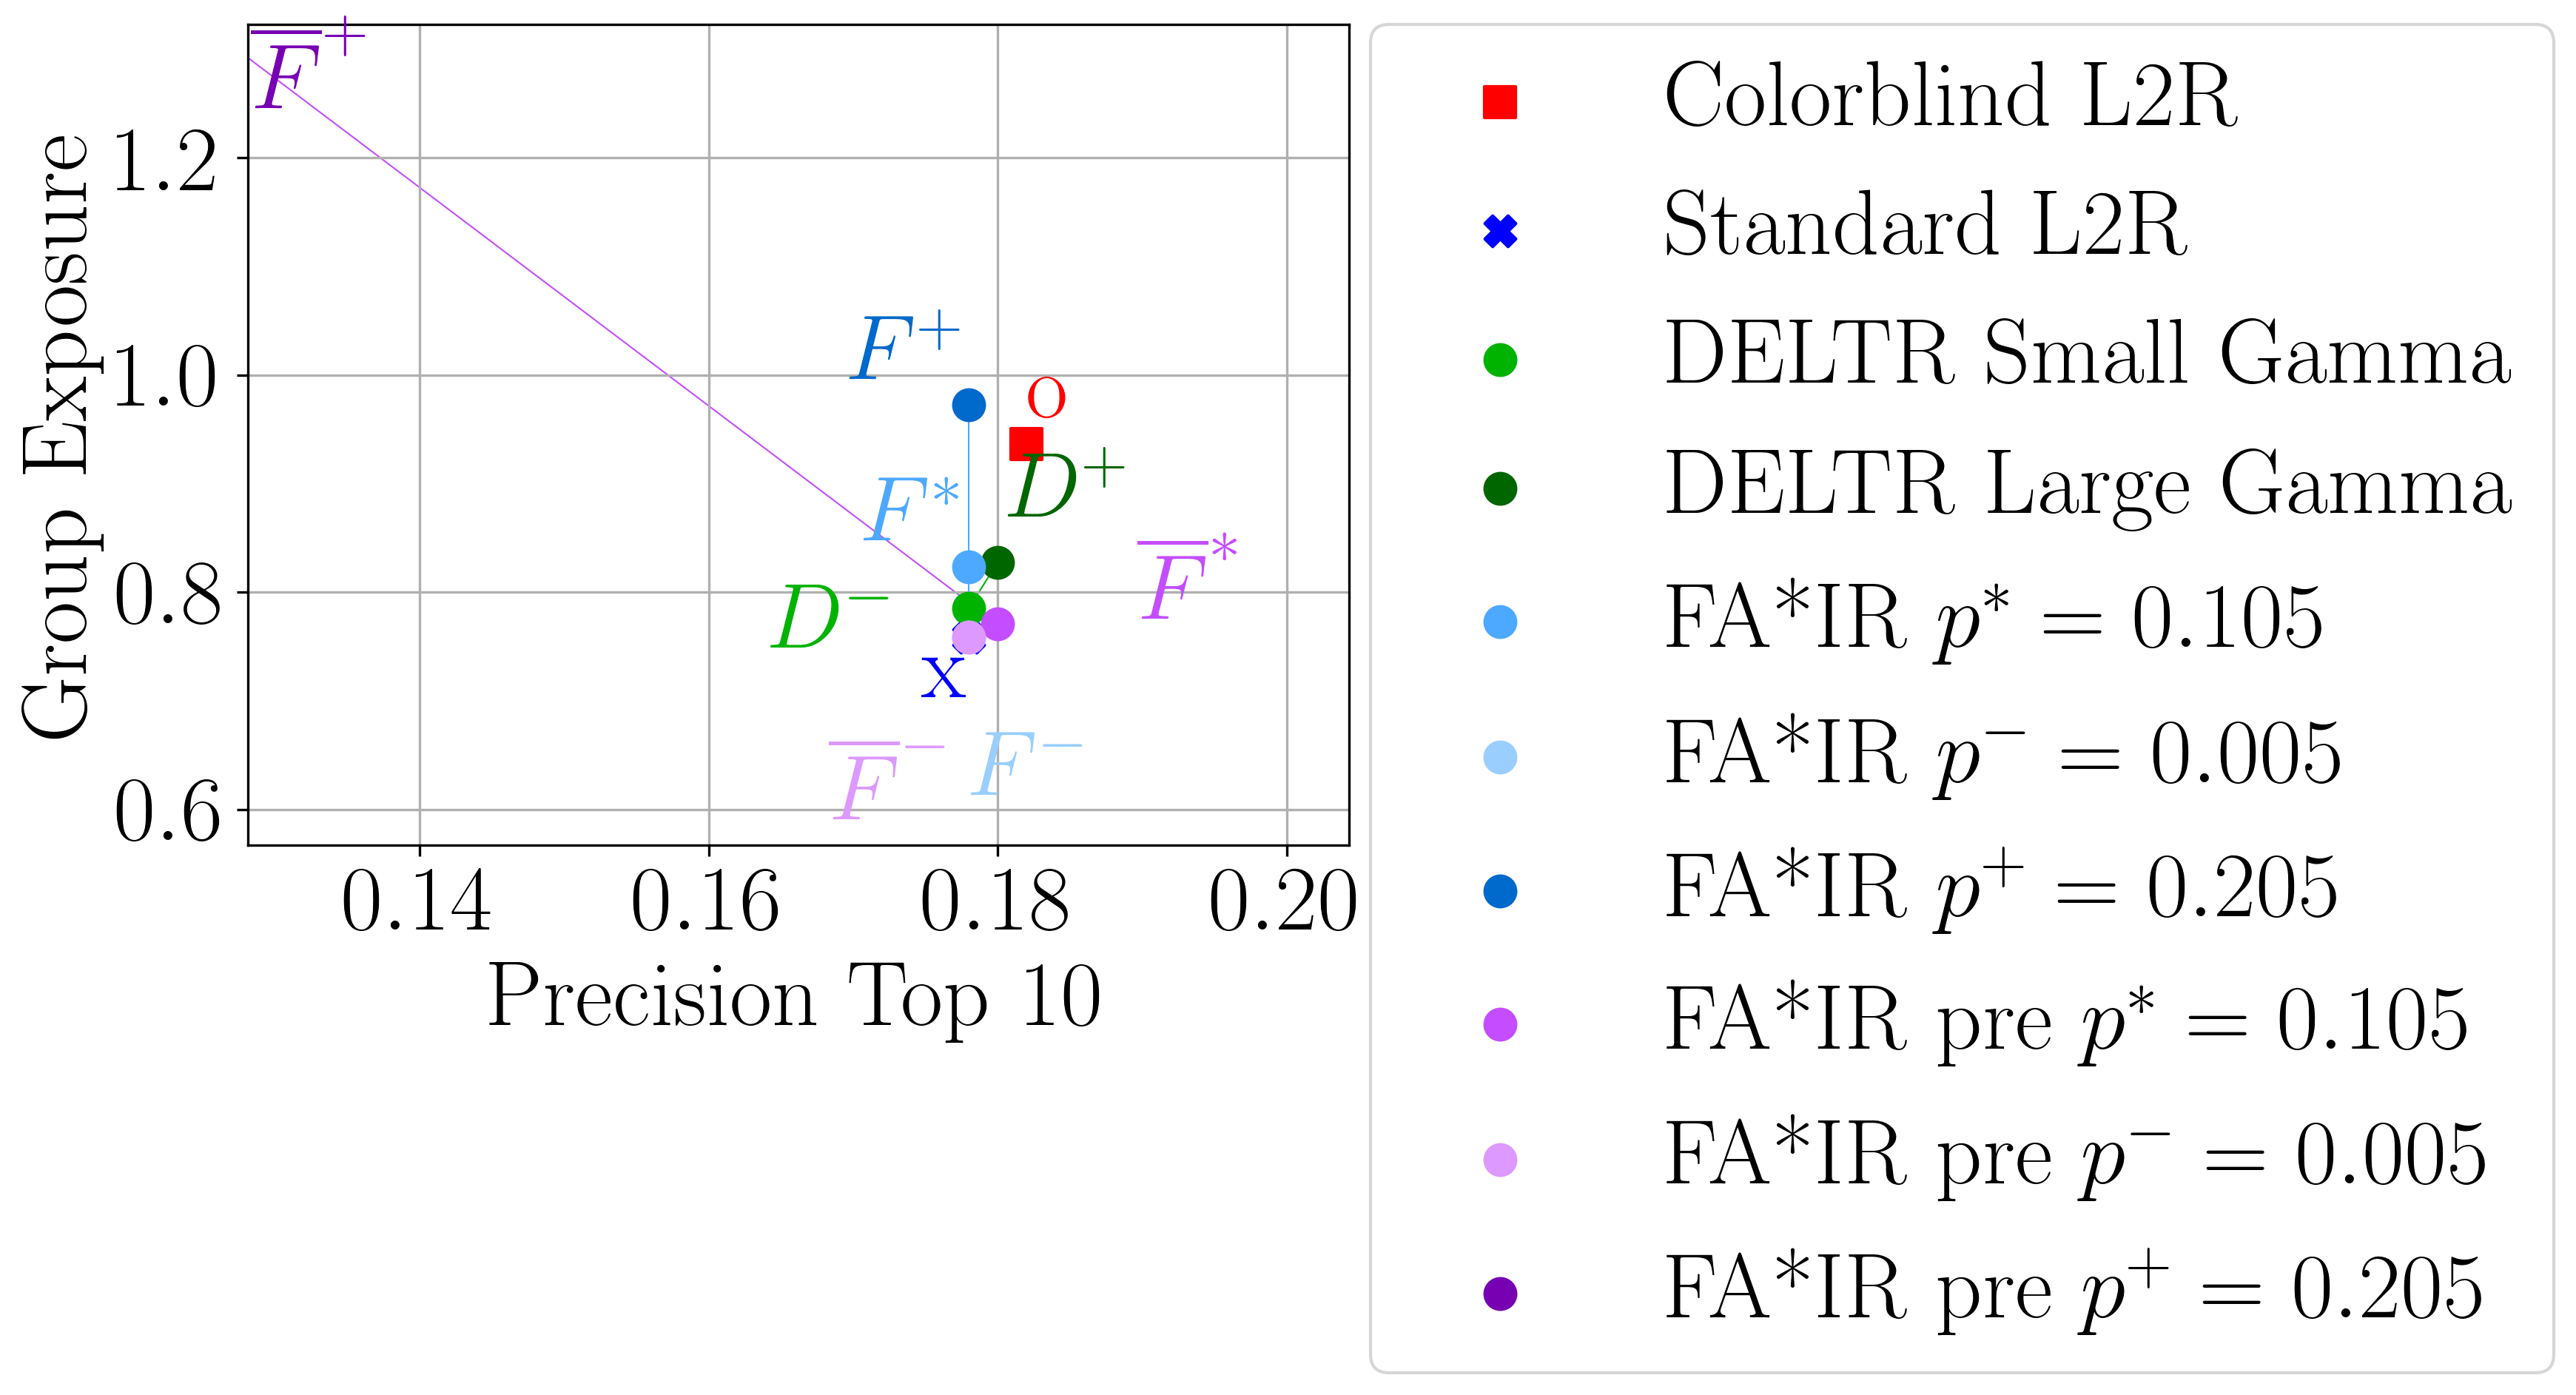 F̅⁺
1.2
1.0
0.8
0.6
Group Exposure
F⁺
o
D⁺
F*
F̅*
D⁻
x
F̅⁻ F⁻
0.14 0.16 0.18 0.20
Precision Top 10
Colorblind L2R
Standard L2R
DELTR Small Gamma
DELTR Large Gamma
FA*IR p* = 0.105
FA*IR p⁻ = 0.005
FA*IR p⁺ = 0.205
FA*IR pre p* = 0.105
FA*IR pre p⁻ = 0.005
FA*IR pre p⁺ = 0.205